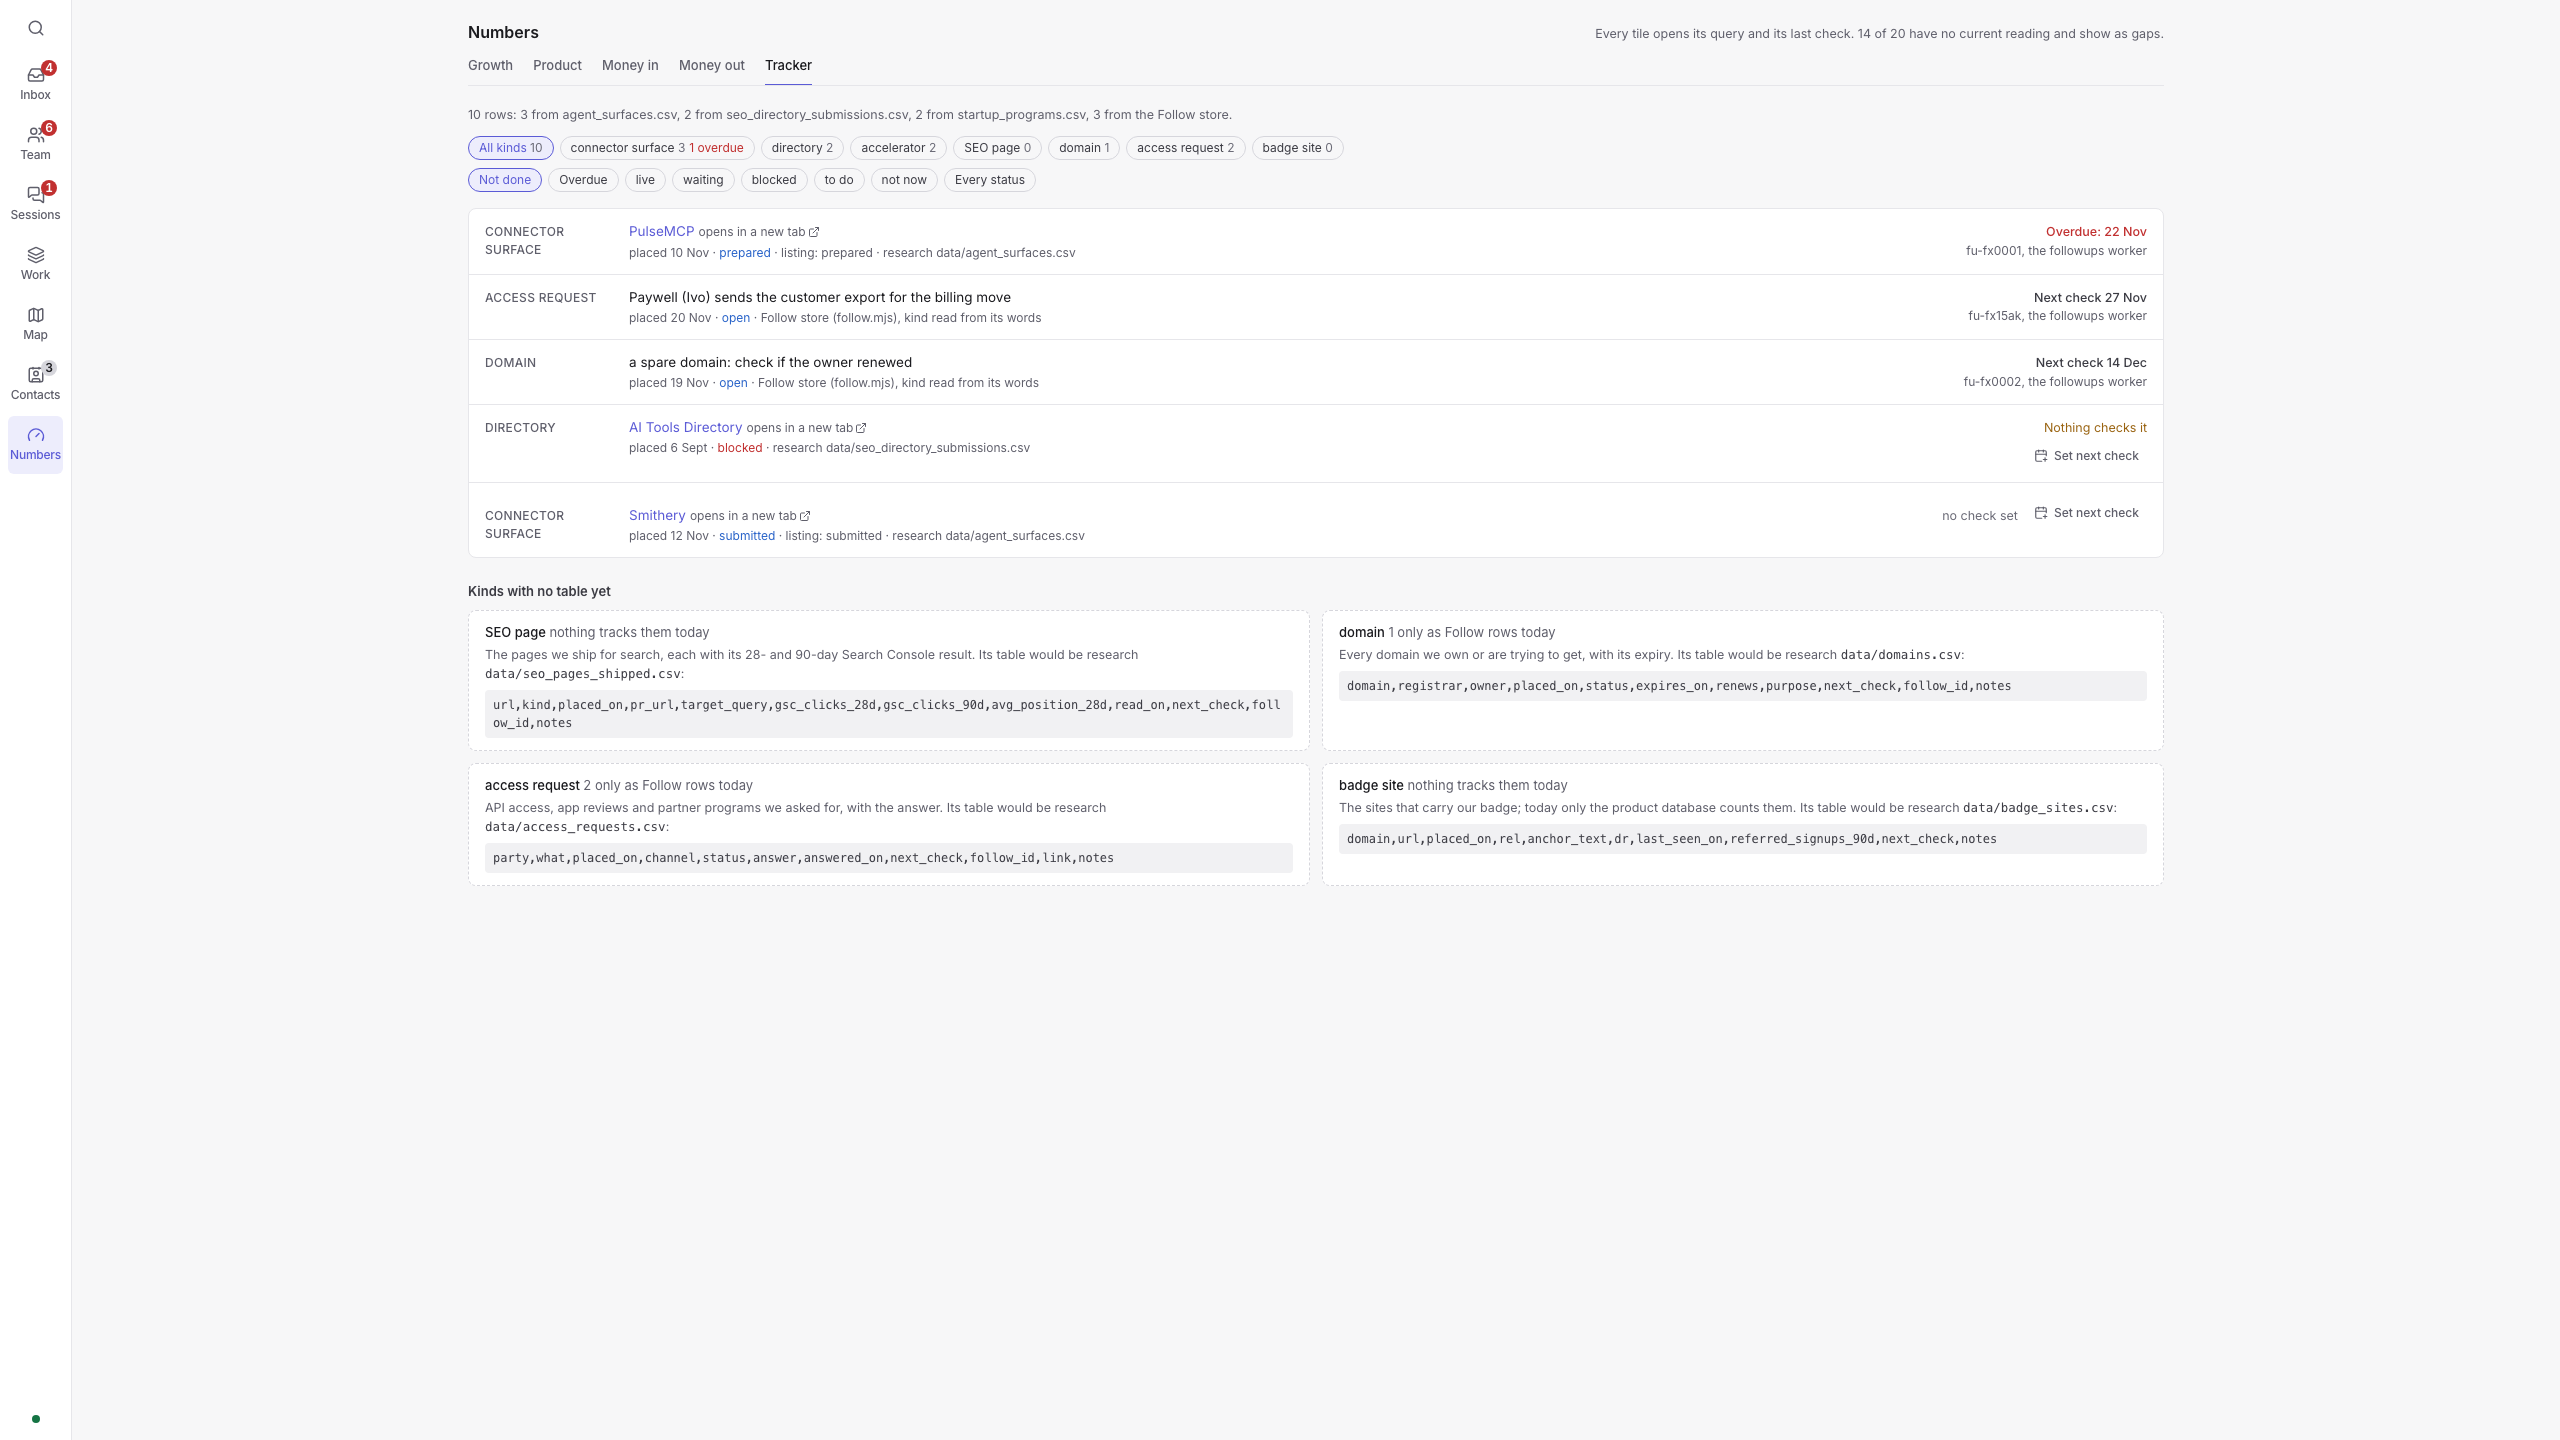 Numbers
Every tile opens its query and its last check. 14 of 20 have no current reading and show as gaps.
4
Inbox
6
Team
1
Sessions
Work
Map
3
Contacts
Numbers
Growth Product Money in Money out Tracker
10 rows: 3 from agent_surfaces.csv, 2 from seo_directory_submissions.csv, 2 from startup_programs.csv, 3 from the Follow store.
All kinds 10 connector surface 3 1 overdue directory 2 accelerator 2 SEO page 0 domain 1 access request 2 badge site 0
Not done Overdue live waiting blocked to do not now Every status
CONNECTOR SURFACE
PulseMCP opens in a new tab
placed 10 Nov · prepared · listing: prepared · research data/agent_surfaces.csv
Overdue: 22 Nov
fu-fx0001, the followups worker
ACCESS REQUEST
Paywell (Ivo) sends the customer export for the billing move
placed 20 Nov · open · Follow store (follow.mjs), kind read from its words
Next check 27 Nov
fu-fx15ak, the followups worker
DOMAIN
a spare domain: check if the owner renewed
placed 19 Nov · open · Follow store (follow.mjs), kind read from its words
Next check 14 Dec
fu-fx0002, the followups worker
DIRECTORY
AI Tools Directory opens in a new tab
placed 6 Sept · blocked · research data/seo_directory_submissions.csv
Nothing checks it
Set next check
CONNECTOR SURFACE
Smithery opens in a new tab
placed 12 Nov · submitted · listing: submitted · research data/agent_surfaces.csv
no check set Set next check
Kinds with no table yet
SEO page nothing tracks them today
The pages we ship for search, each with its 28- and 90-day Search Console result. Its table would be research
data/seo_pages_shipped.csv:
url,kind,placed_on,pr_url,target_query,gsc_clicks_28d,gsc_clicks_90d,avg_position_28d,read_on,next_check,foll
ow_id,notes
domain 1 only as Follow rows today
Every domain we own or are trying to get, with its expiry. Its table would be research data/domains.csv:
domain,registrar,owner,placed_on,status,expires_on,renews,purpose,next_check,follow_id,notes
access request 2 only as Follow rows today
API access, app reviews and partner programs we asked for, with the answer. Its table would be research
data/access_requests.csv:
party,what,placed_on,channel,status,answer,answered_on,next_check,follow_id,link,notes
badge site nothing tracks them today
The sites that carry our badge; today only the product database counts them. Its table would be research data/badge_sites.csv:
domain,url,placed_on,rel,anchor_text,dr,last_seen_on,referred_signups_90d,next_check,notes